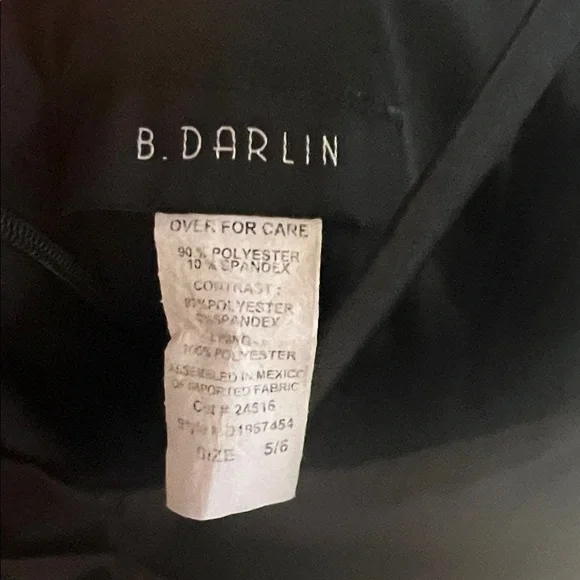 B. DARLIN
OVER FOR CARE
90% POLYESTER
10% SPANDEX
CONTRAST:
POLYESTER
SPANDEX
100% POLYESTER
ASSEMBLED IN MEXICO
OF IMPORTED FABRIC
Cut # 24516
Style #
SIZE 5/6